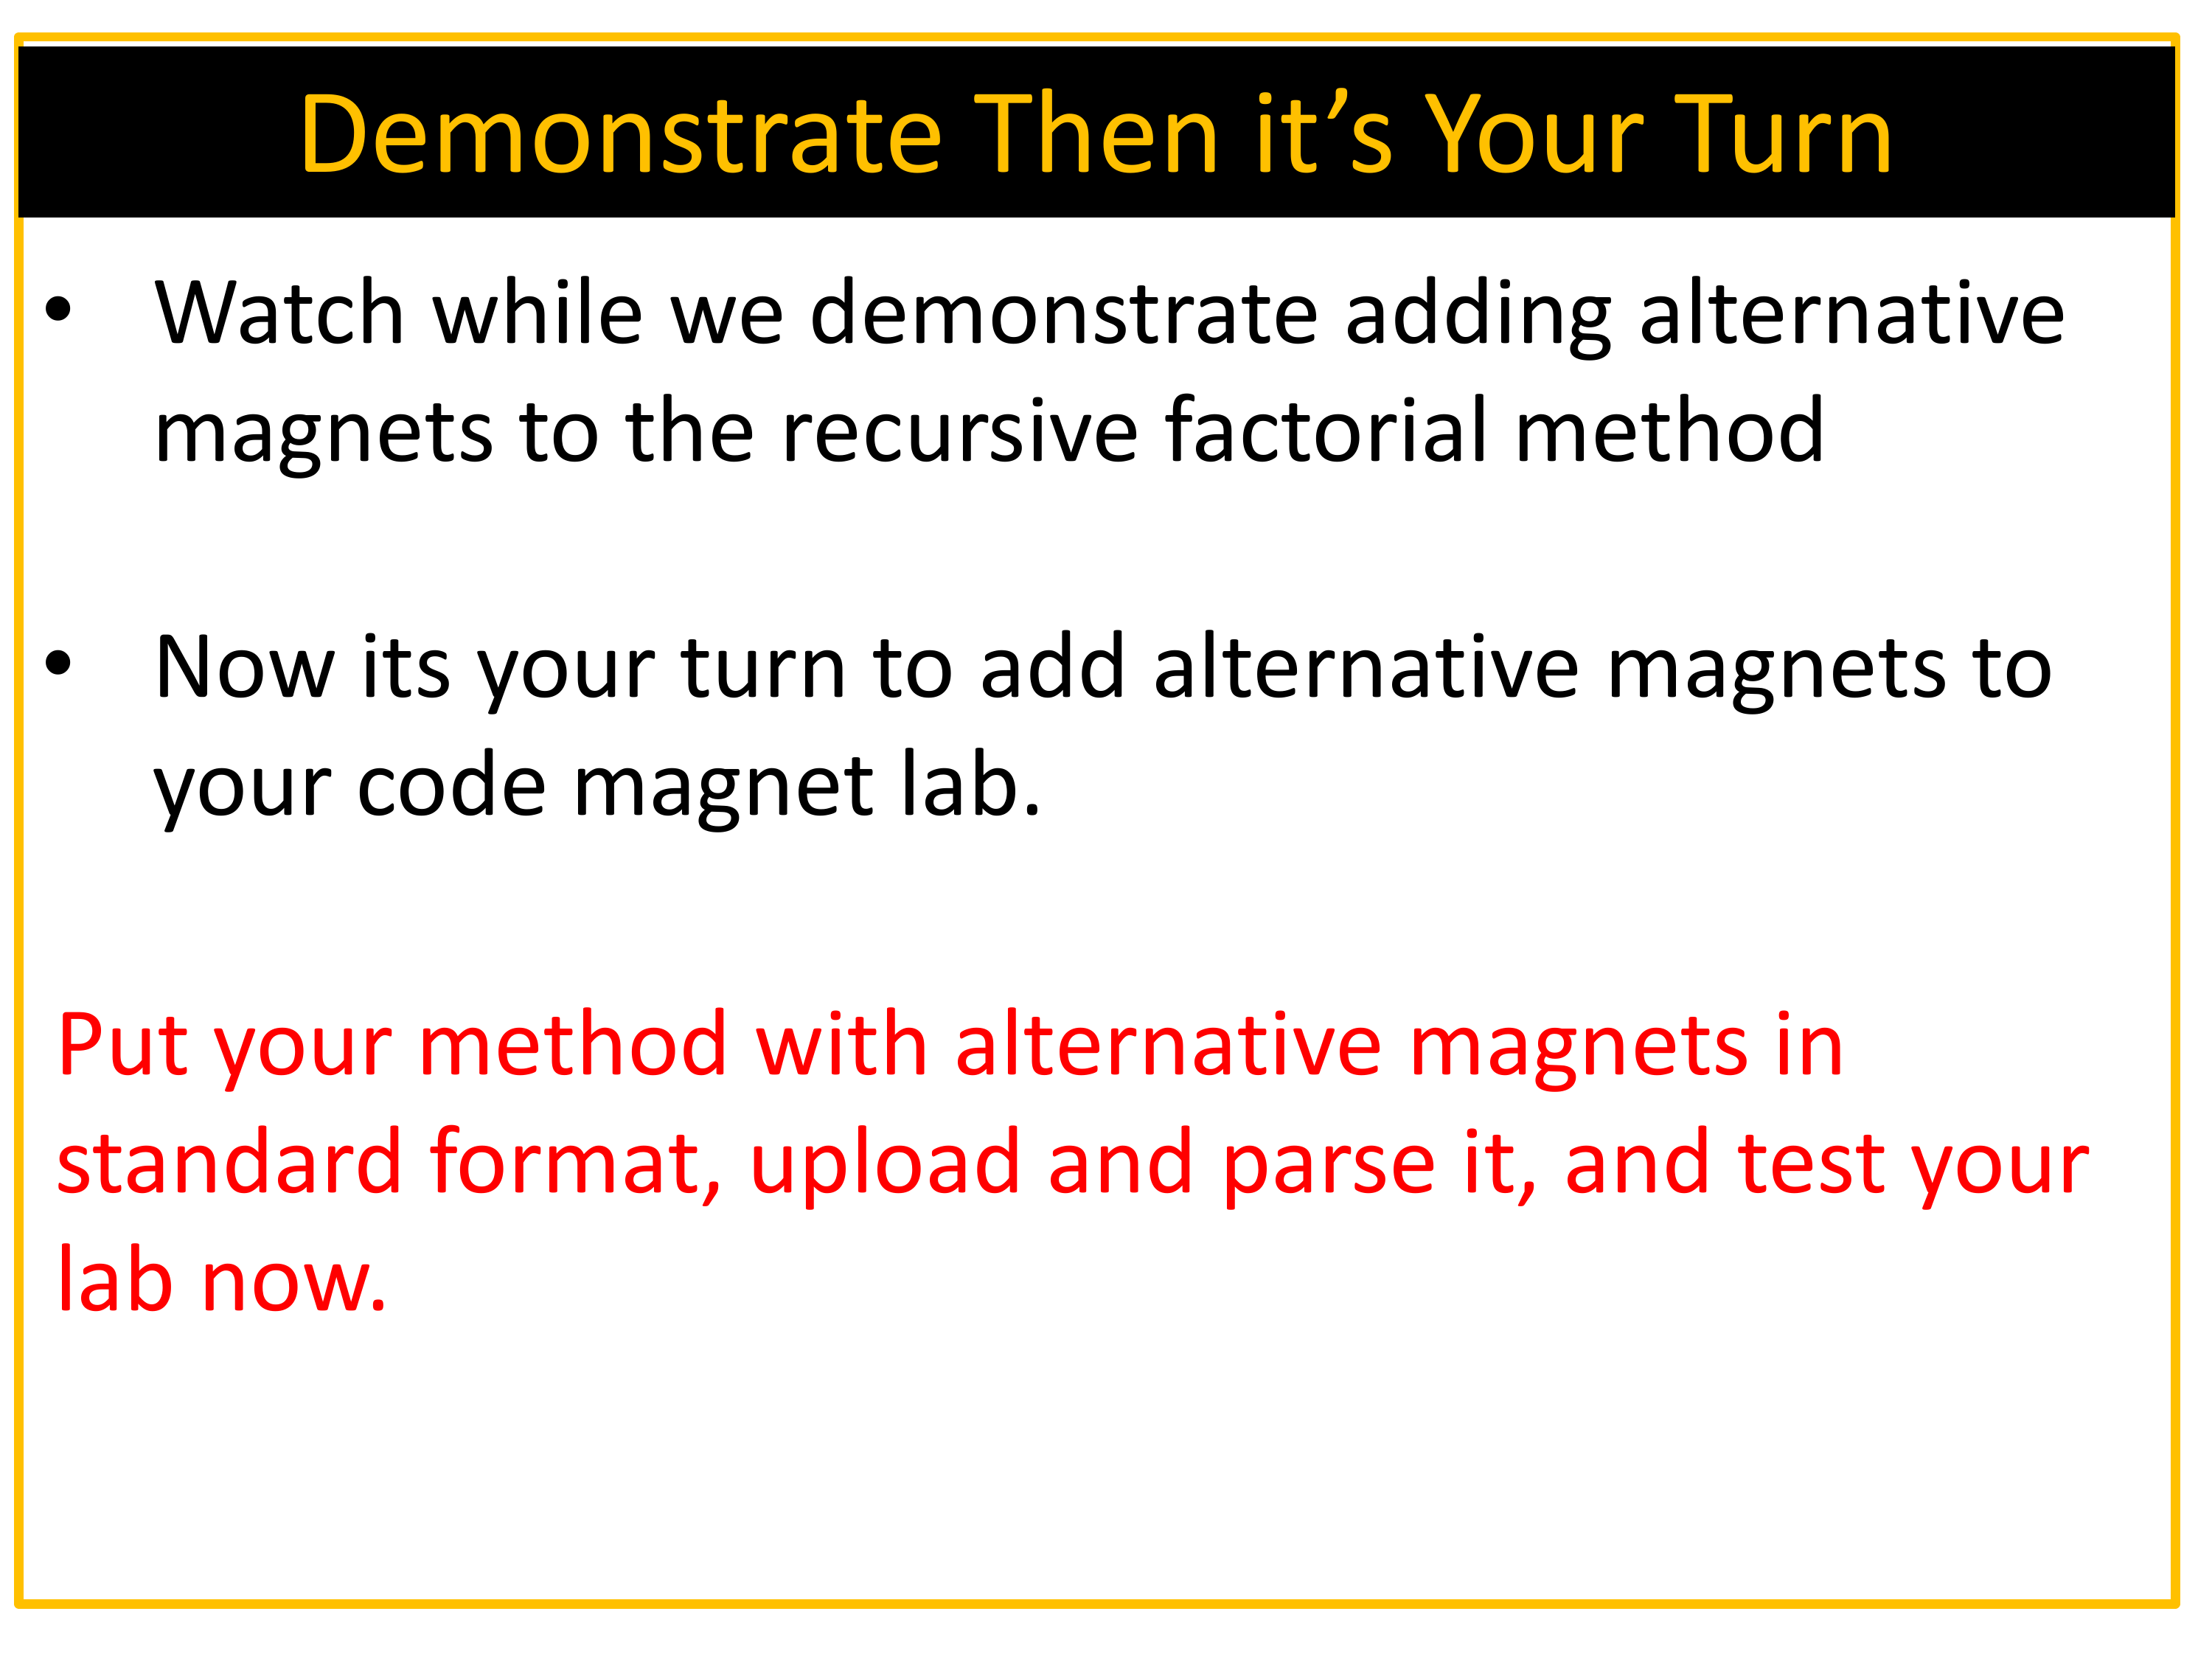 Demonstrate Then it’s Your Turn
• Watch while we demonstrate adding alternative
magnets to the recursive factorial method
• Now its your turn to add alternative magnets to
your code magnet lab.
Put your method with alternative magnets in
standard format, upload and parse it, and test your
lab now.